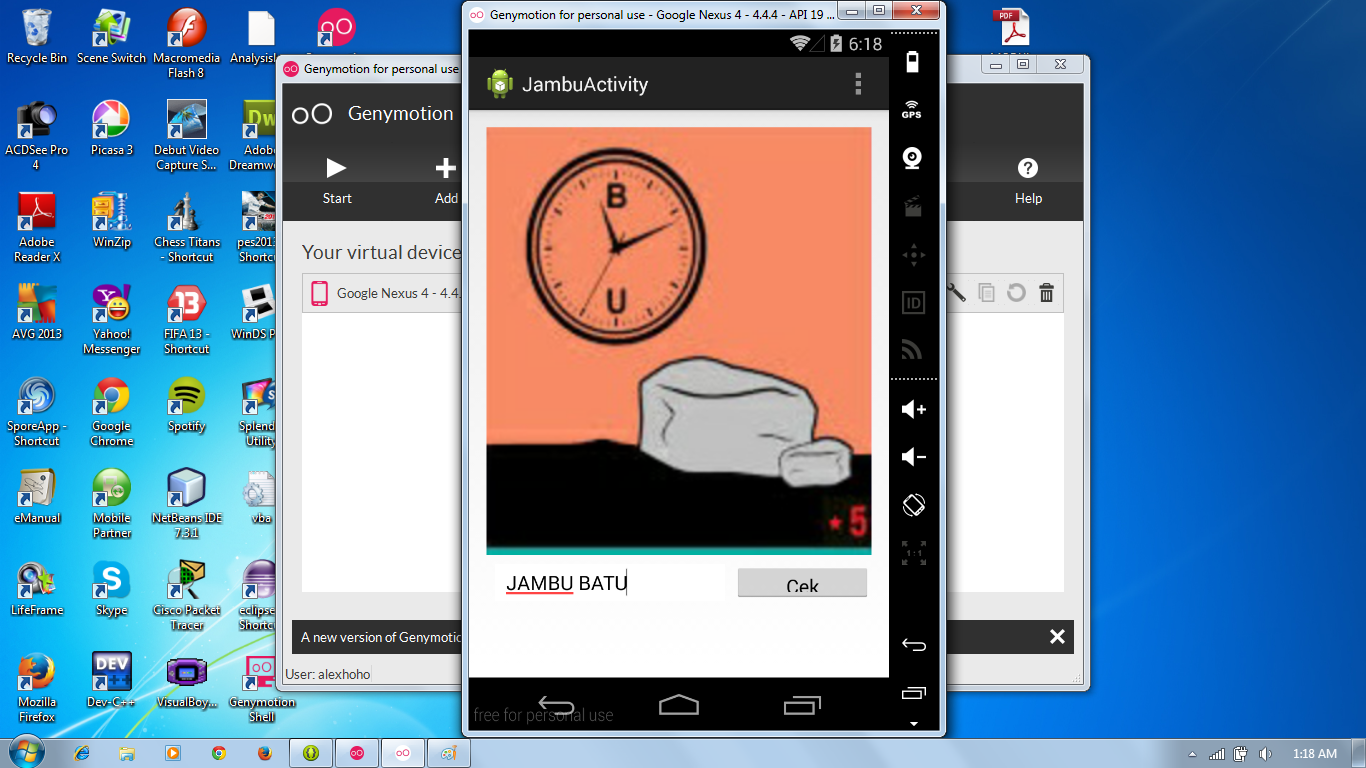 Recycle Bin
Scene Switch
Macromedia
Flash 8
Analysis
ACDSee Pro
4
Picasa 3
Debut Video
Capture S...
Adobe
Dreamw
Adobe
Reader X
WinZip
Chess Titans
- Shortcut
pes201
Shortcu
AVG 2013
Yahoo!
Messenger
FIFA 13 -
Shortcut
WinDS P
SporeApp -
Shortcut
Google
Chrome
Spotify
Splend
Utility
eManual
Mobile
Partner
NetBeans IDE
7.3.1
vba
LifeFrame
Skype
Cisco Packet
Tracer
eclipse
Shortc
Mozilla
Firefox
Dev-C++
VisualBoy...
Genymotion
Shell
PDF
Genymotion for personal use
Genymotion
Start
Add
Help
Your virtual device
Google Nexus 4 - 4.4.
A new version of Genymotic
User: alexhoho
Genymotion for personal use - Google Nexus 4 - 4.4.4 - API 19 ...
6:18
JambuActivity
B
U
★ 5
JAMBU BATU
Cek
free for personal use
GPS
ID
1:1
1:18 AM